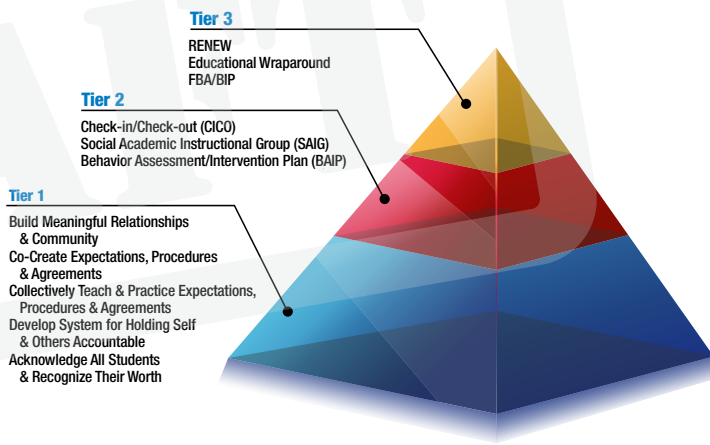 Tier 3
RENEW
Educational Wraparound
FBA/BIP
Tier 2
Check-in/Check-out (CICO)
Social Academic Instructional Group (SAIG)
Behavior Assessment/Intervention Plan (BAIP)
Tier 1
Build Meaningful Relationships
& Community
Co-Create Expectations, Procedures
& Agreements
Collectively Teach & Practice Expectations,
Procedures & Agreements
Develop System for Holding Self
& Others Accountable
Acknowledge All Students
& Recognize Their Worth